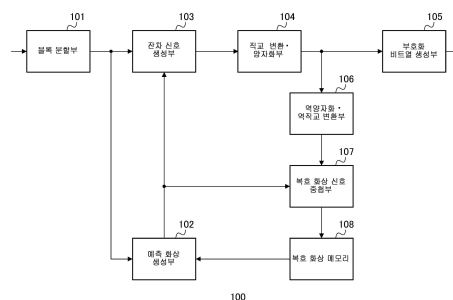 101
블록 분할부
103
잔차 신호
생성부
104
직교 변환·
양자화부
105
부호화
비트열 생성부
106
역양자화·
역직교 변환부
107
복호 화상 신호
중첩부
102
예측 화상
생성부
108
복호 화상 메모리
100